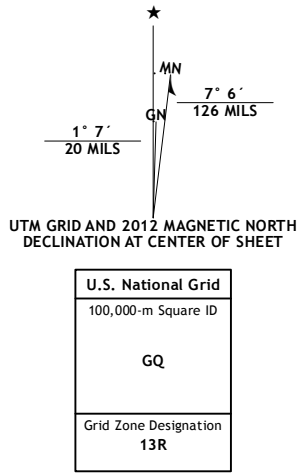 ★
MN
GN
7° 6´
126 MILS
1° 7´
20 MILS
UTM GRID AND 2012 MAGNETIC NORTH
DECLINATION AT CENTER OF SHEET
U.S. National Grid
100,000-m Square ID
GQ
Grid Zone Designation
13R